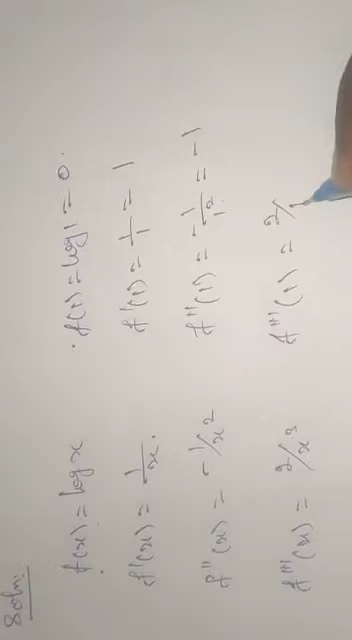 Soln:
f(x) = log x    f(1) = log 1 = 0.
f'(x) = 1/x.    f'(1) = 1/1 = 1
f''(x) = -1/x²    f''(1) = -1/1² = -1
f'''(x) = 2/x³    f'''(1) = 2/